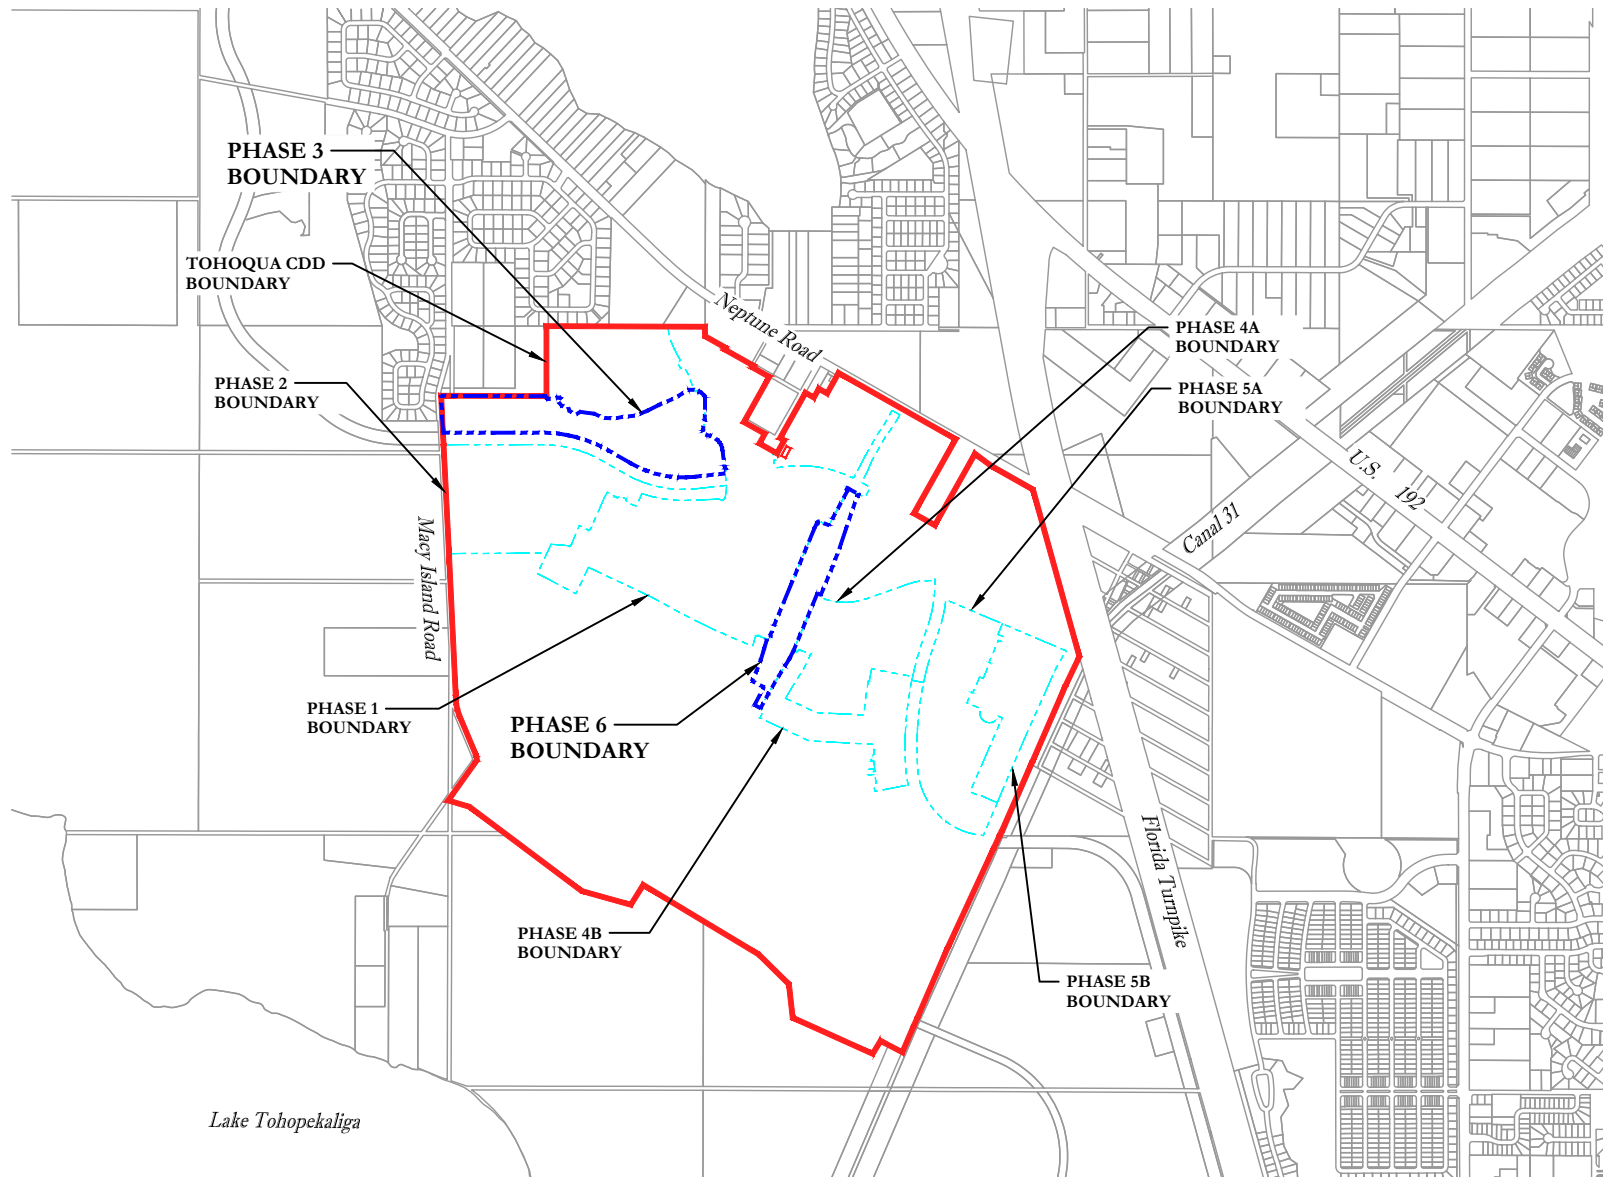 PHASE 3
BOUNDARY
TOHOQUA CDD
BOUNDARY
Neptune Road
PHASE 4A
BOUNDARY
PHASE 2
BOUNDARY
PHASE 5A
BOUNDARY
U.S. 192
Canal 31
Macy Island Road
PHASE 1
BOUNDARY
PHASE 6
BOUNDARY
Florida Turnpike
PHASE 4B
BOUNDARY
PHASE 5B
BOUNDARY
Lake Tohopekaliga